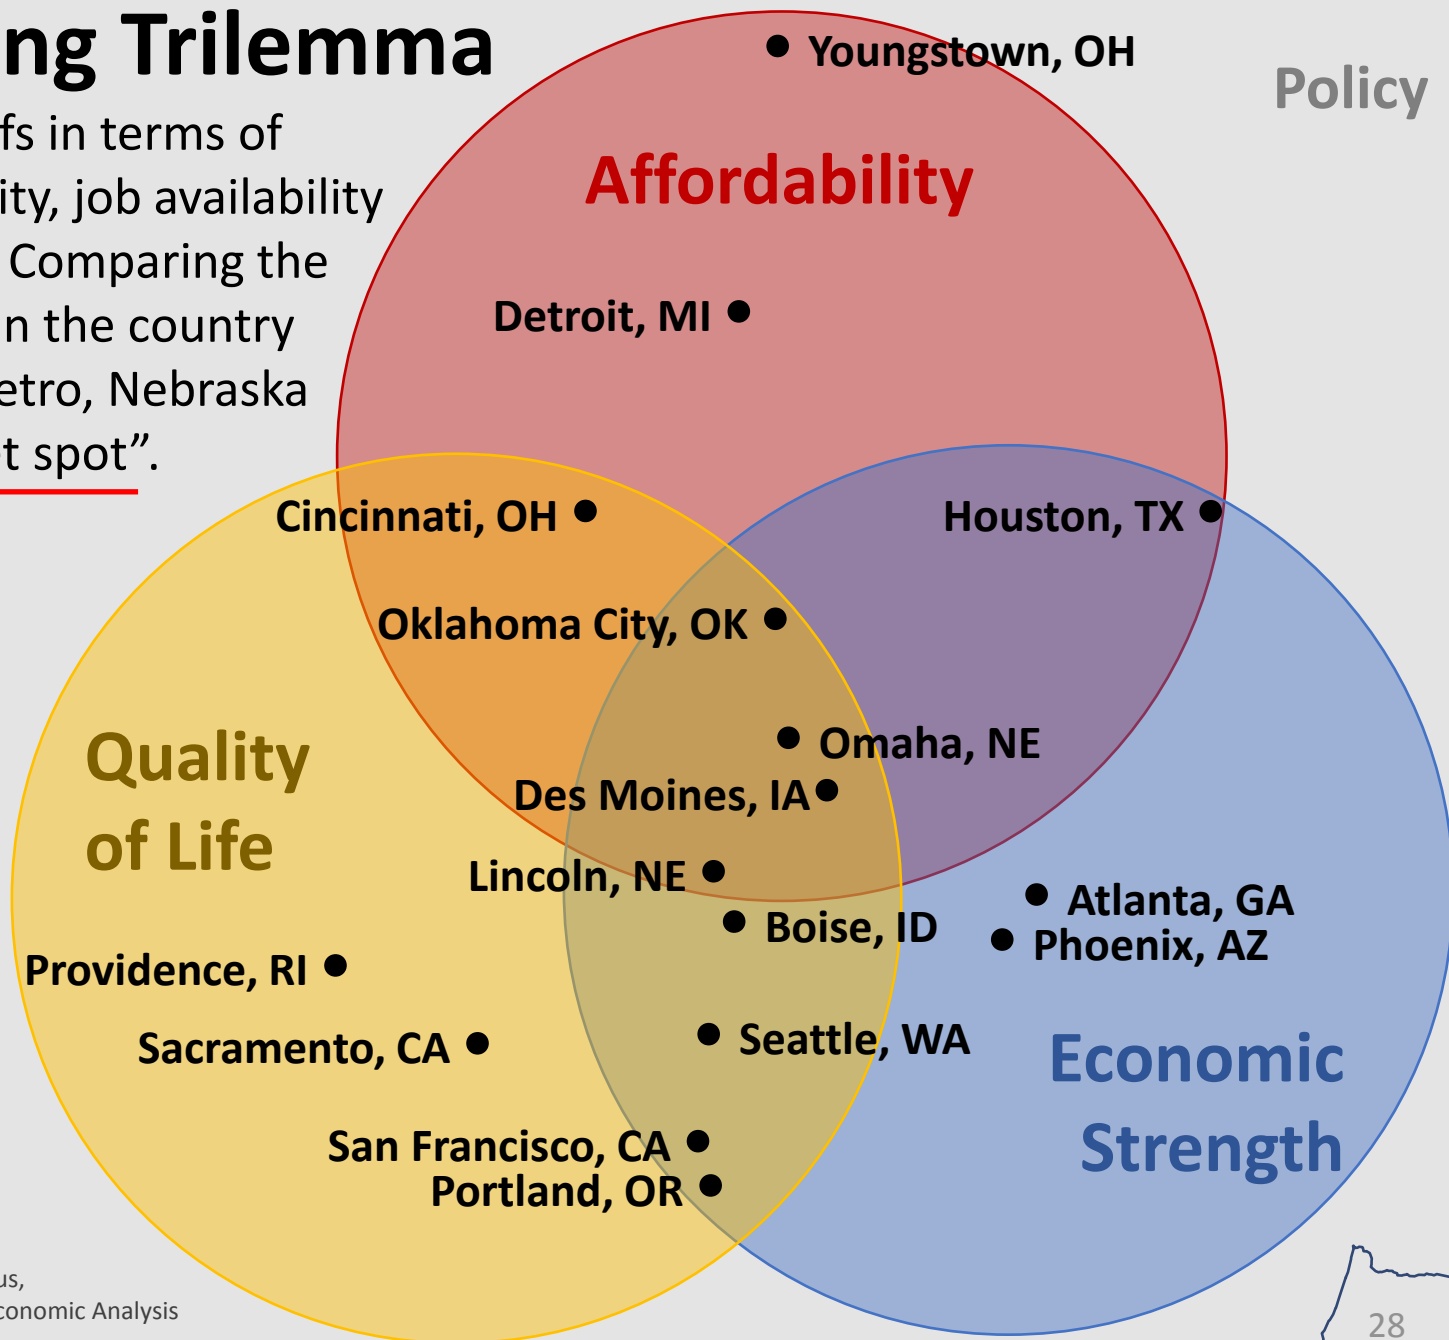 ng Trilemma
fs in terms of
ity, job availability
Comparing the
n the country
etro, Nebraska
t spot”.
Policy
Youngstown, OH
Affordability
Detroit, MI
Cincinnati, OH
Houston, TX
Oklahoma City, OK
Quality
of Life
Omaha, NE
Des Moines, IA
Lincoln, NE
Boise, ID
Atlanta, GA
Phoenix, AZ
Providence, RI
Sacramento, CA
Seattle, WA
Economic
Strength
San Francisco, CA
Portland, OR
us,
conomic Analysis
28